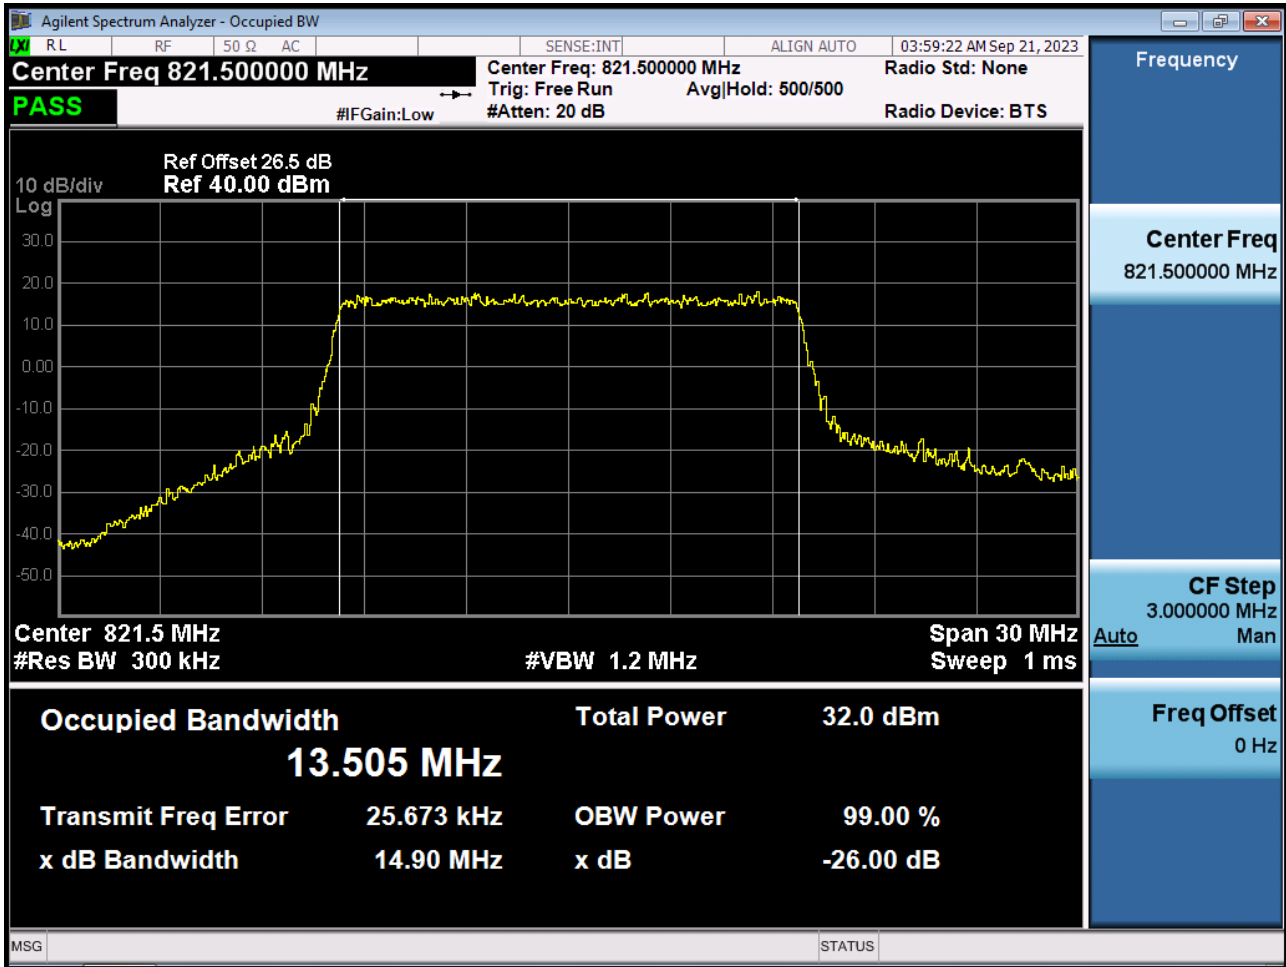 Agilent Spectrum Analyzer - Occupied BW
LXI RL RF 50 Ω AC SENSE:INT ALIGN AUTO 03:59:22 AM Sep 21, 2023
Center Freq 821.500000 MHz
Center Freq: 821.500000 MHz Radio Std: None
Trig: Free Run Avg|Hold: 500/500
PASS
#IFGain:Low #Atten: 20 dB Radio Device: BTS
Ref Offset 26.5 dB
10 dB/div Ref 40.00 dBm
Log
30.0
20.0
10.0
0.00
-10.0
-20.0
-30.0
-40.0
-50.0
Center 821.5 MHz Span 30 MHz
#Res BW 300 kHz #VBW 1.2 MHz Sweep 1 ms
Occupied Bandwidth Total Power 32.0 dBm
13.505 MHz
Transmit Freq Error 25.673 kHz OBW Power 99.00 %
x dB Bandwidth 14.90 MHz x dB -26.00 dB
MSG STATUS
Frequency
Center Freq
821.500000 MHz
CF Step
3.000000 MHz
Auto Man
Freq Offset
0 Hz